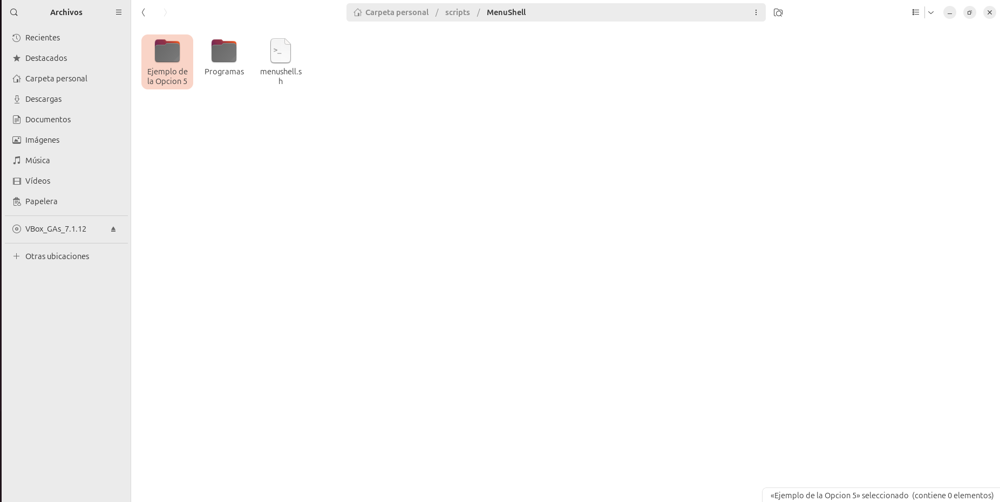 Archivos
Carpeta personal / scripts / MenuShell
Recientes
Destacados
Carpeta personal
Descargas
Documentos
Imágenes
Música
Vídeos
Papelera
VBox_GAs_7.1.12
Otras ubicaciones
Ejemplo de
la Opcion 5
Programas
>_
menushell.s
h
«Ejemplo de la Opcion 5» seleccionado (contiene 0 elementos)